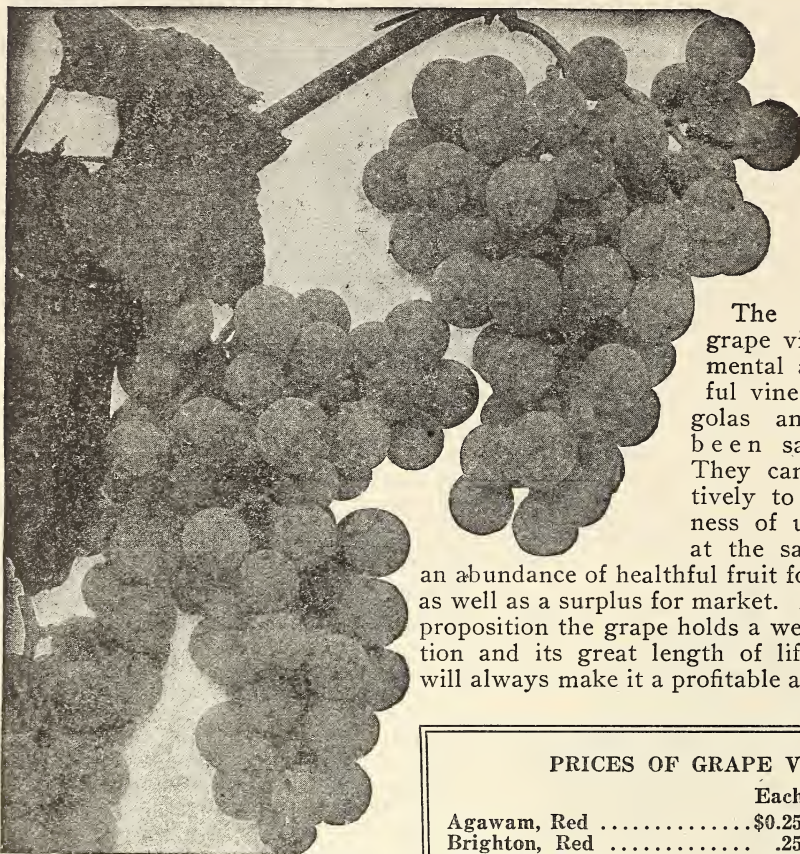 The
grape vi
mental a
ful vine
golas an
been sa
They can
tively to
ness of u
at the sa
an abundance of healthful fruit fo
as well as a surplus for market.
proposition the grape holds a we
tion and its great length of lif
will always make it a profitable a
PRICES OF GRAPE V
Each
Agawam, Red ..............$0.25
Brighton, Red ............ .25